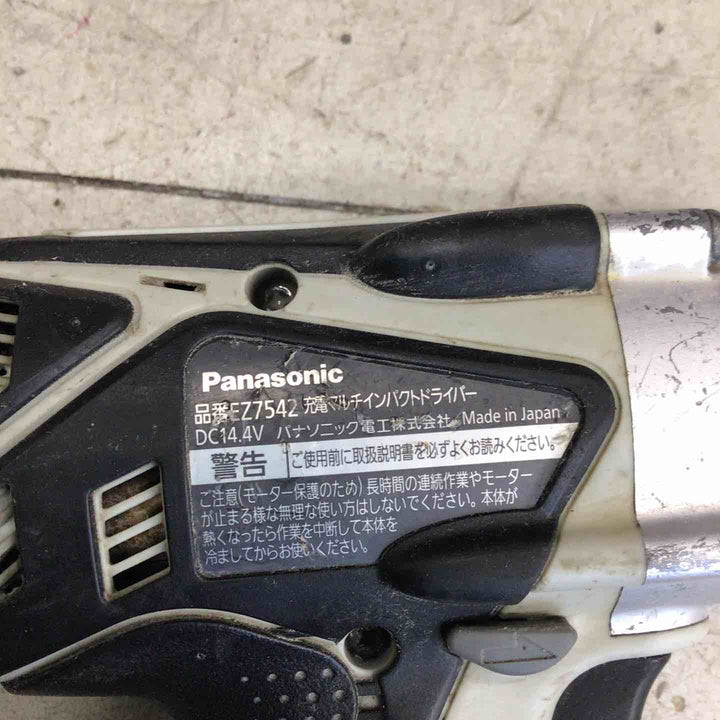 Panasonic
品番EZ7542 充電マルチインパクトドライバー
DC14.4V パナソニック電工株式会社 Made in Japan
警告 ご使用前に取扱説明書を必ずよくお読みください。
ご注意(モーター保護のため)長時間の連続作業やモーター
が止まる様な無理な使い方はしないでください。本体が
熱くなったら作業を中断して本体を
冷ましてからお使いください。